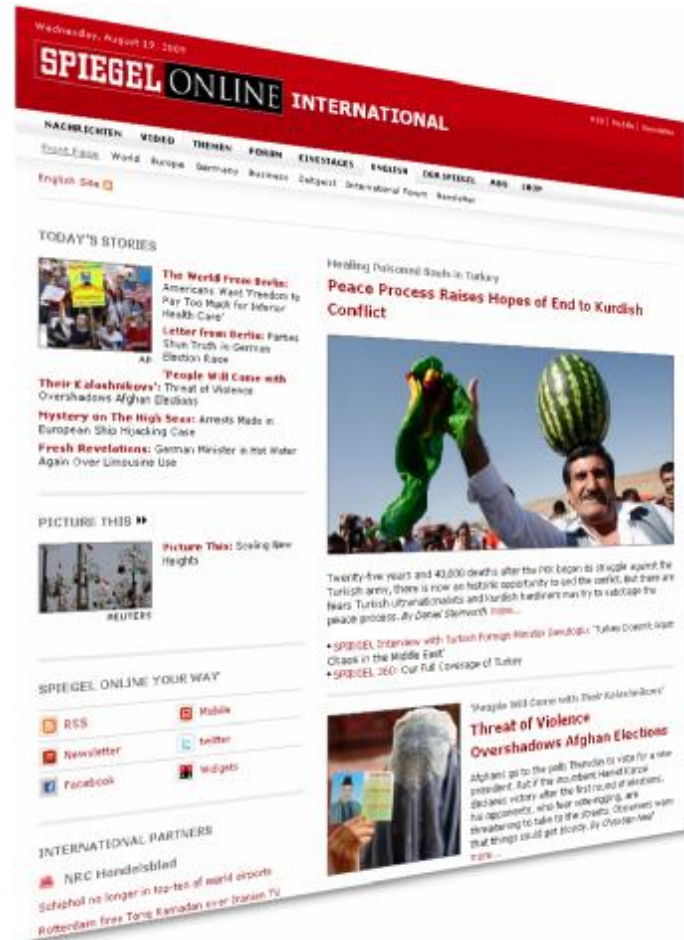 Wednesday, August 19, 2009
SPIEGEL ONLINE INTERNATIONAL
RSS | Mobile | Newsletter
NACHRICHTEN VIDEO THEMEN FORUM EINESTAGES ENGLISH DER SPIEGEL ABO SHOP
Front Page World Europe Germany Business Zeitgeist International Forum Newsletter
English Site
TODAY'S STORIES
The World From Berlin:
Americans Want 'Freedom to
Pay Too Much for Inferior
Health Care'
Letter from Berlin: Parties
Shun Truth in German
Election Race
AP
'People Will Come with
Their Kalashnikovs': Threat of Violence
Overshadows Afghan Elections
Mystery on The High Seas: Arrests Made in
European Ship Hijacking Case
Fresh Revelations: German Minister in Hot Water
Again Over Limousine Use
PICTURE THIS
Picture This: Scaling New
Heights
REUTERS
SPIEGEL ONLINE YOUR WAY
RSS
Mobile
Newsletter
twitter
Facebook
Widgets
INTERNATIONAL PARTNERS
NRC Handelsblad
Schiphol no longer in top-ten of world airports
Rotterdam fires Tariq Ramadan over Iranian TV
Healing Poisoned Souls in Turkey
Peace Process Raises Hopes of End to Kurdish
Conflict
Twenty-five years and 40,000 deaths after the PKK began its struggle against the
Turkish army, there is now an historic opportunity to end the conflict. But there are
fears Turkish ultranationalists and Kurdish hardliners may try to sabotage the
peace process. By Daniel Steinvorth more...
• SPIEGEL Interview with Turkish Foreign Minister Davutoglu: 'Turkey Doesn't Want
Chaos in the Middle East'
• SPIEGEL 360: Our Full Coverage of Turkey
'People Will Come with Their Kalashnikovs'
Threat of Violence
Overshadows Afghan Elections
Afghans go to the polls Thursday to vote for a new
president. But if the incumbent Hamid Karzai
declares victory after the first round of elections,
his opponents, who fear vote-rigging, are
threatening to take to the streets. Observers warn
that things could get bloody. By Christian Neef
more...